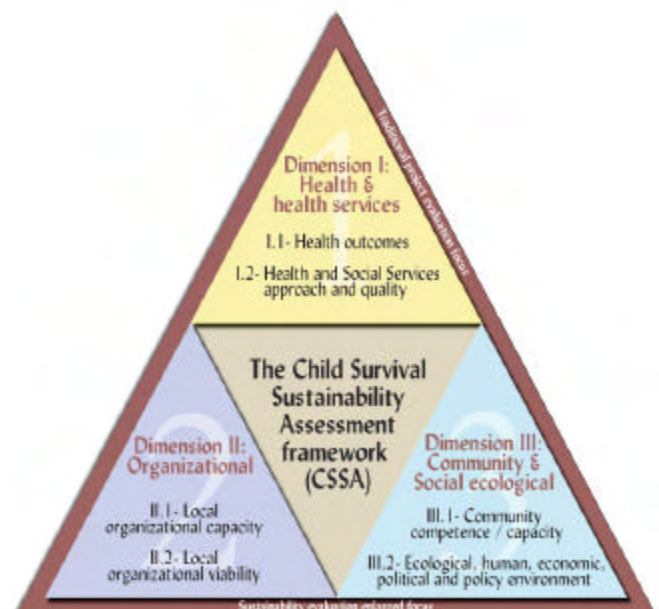 Traditional project evaluation focus
1
Dimension I:
Health &
health services
I.1- Health outcomes
I.2- Health and Social Services
approach and quality
The Child Survival
Sustainability
Assessment
framework
(CSSA)
2
Dimension II:
Organizational
II.1- Local
organizational capacity
II.2- Local
organizational viability
3
Dimension III:
Community &
Social ecological
III.1- Community
competence / capacity
III.2- Ecological, human, economic,
political and policy environment
Sustainability evaluation enlarged focus